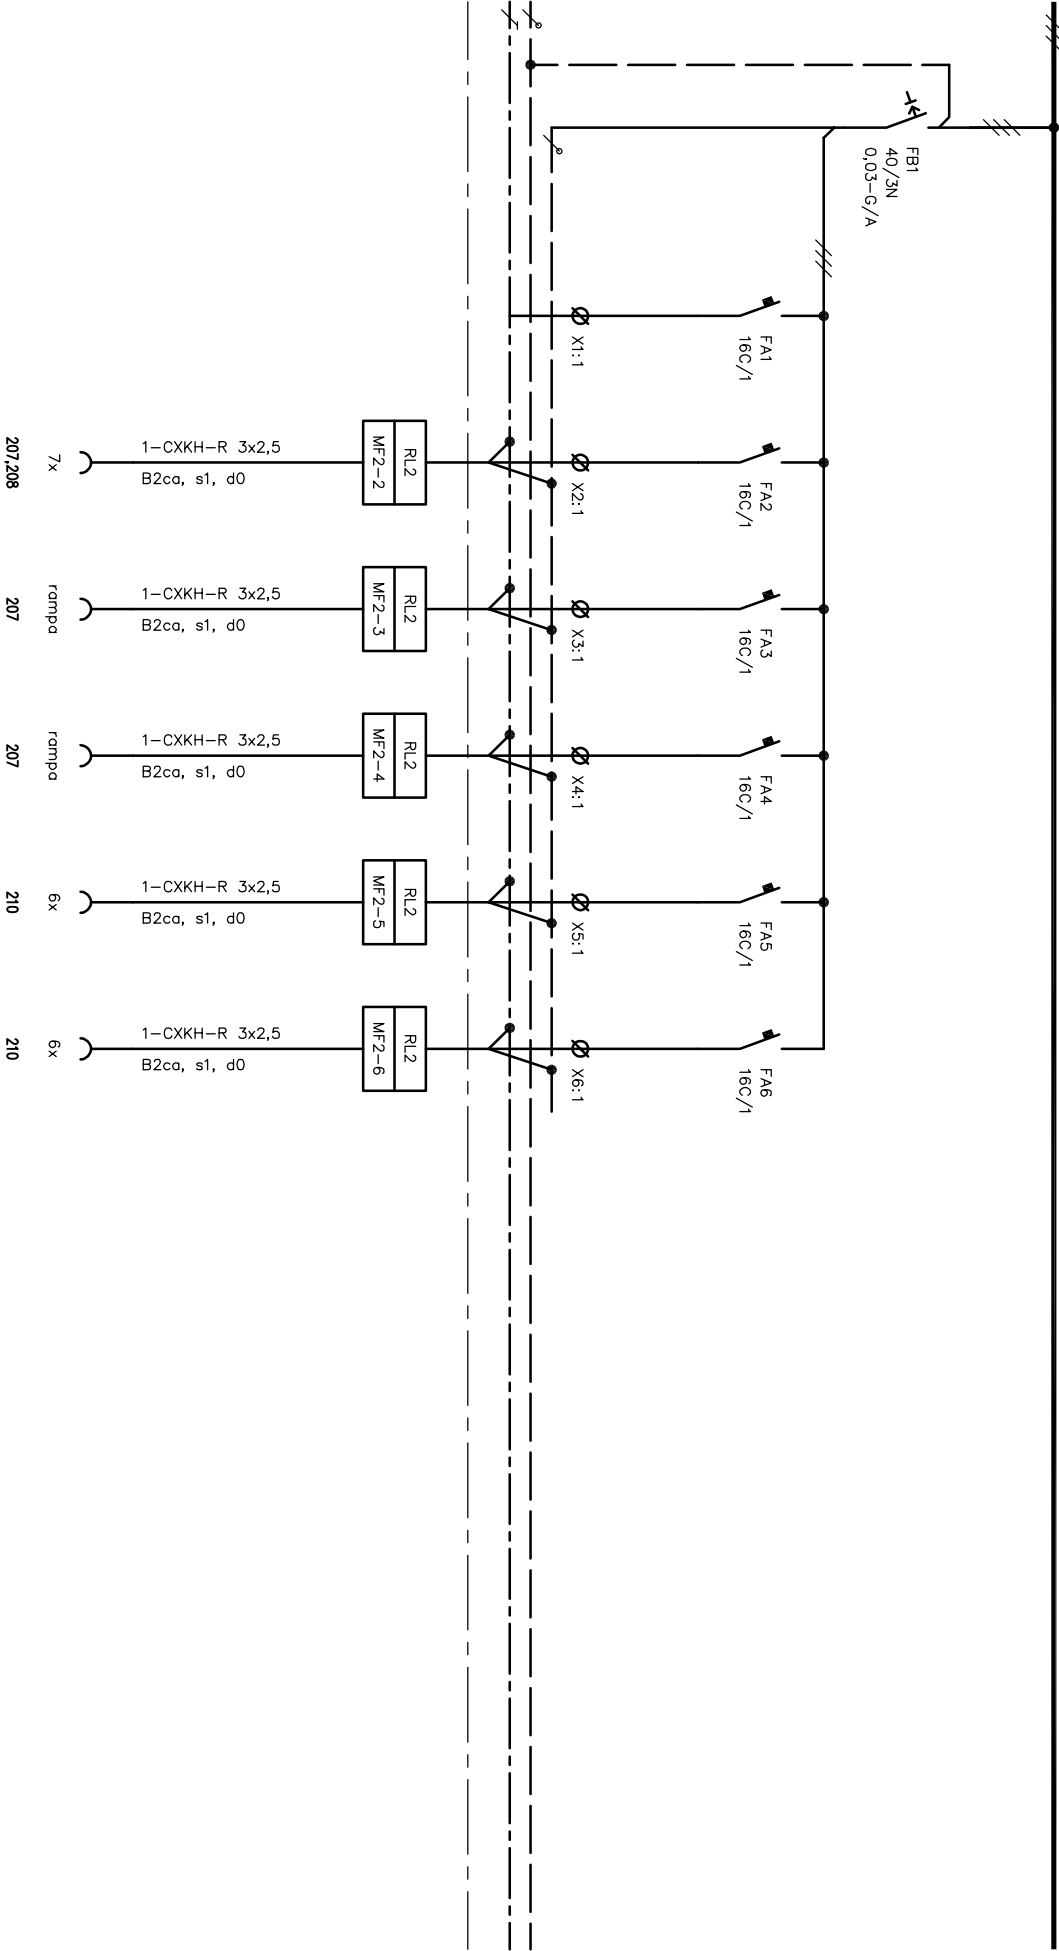 FB1
40/3N
0,03-G/A
FA1
16C/1
FA2
16C/1
FA3
16C/1
FA4
16C/1
FA5
16C/1
FA6
16C/1
X1:1
X2:1
X3:1
X4:1
X5:1
X6:1
RL2
MF2-2
RL2
MF2-3
RL2
MF2-4
RL2
MF2-5
RL2
MF2-6
1-CXKH-R 3x2,5
B2ca, s1, d0
1-CXKH-R 3x2,5
B2ca, s1, d0
1-CXKH-R 3x2,5
B2ca, s1, d0
1-CXKH-R 3x2,5
B2ca, s1, d0
1-CXKH-R 3x2,5
B2ca, s1, d0
7x
rampa
rampa
6x
6x
207,208
207
207
210
210